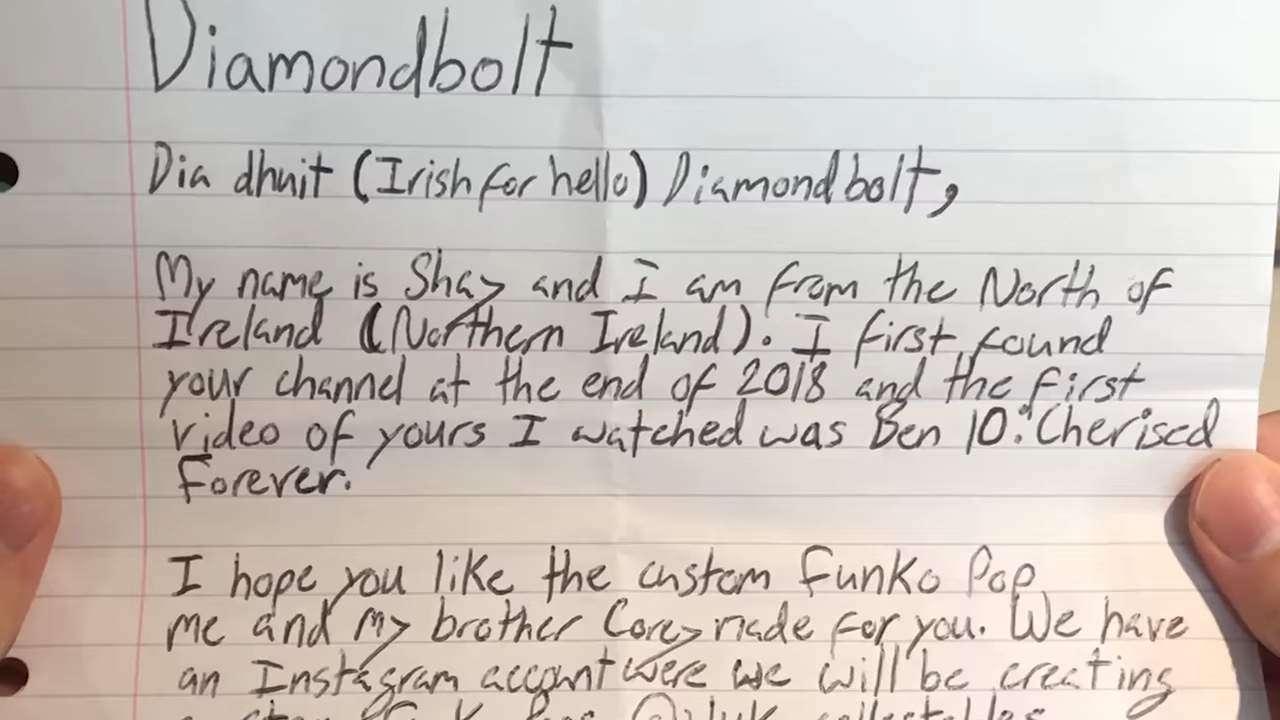 Diamondbolt
Dia dhuit (Irish for hello) Diamondbolt,
My name is Shay and I am from the North of
Ireland (Northern Ireland). I first found
your channel at the end of 2018 and the first
video of yours I watched was Ben 10: Cherised
Forever.
I hope you like the custom Funko Pop
me and my brother Corey made for you. We have
an Instagram account were we will be creating